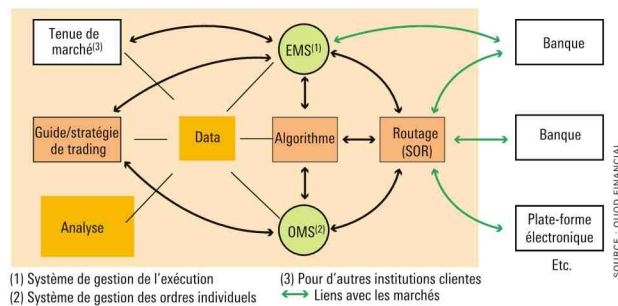 Tenue de
marché(3)
EMS(1)
Banque
Guide/stratégie
de trading
Data
Algorithme
Routage
(SOR)
Banque
Analyse
OMS(2)
Plate-forme
électronique
Etc.
SOURCE : QUOD FINANCIAL
(1) Système de gestion de l'exécution
(3) Pour d'autres institutions clientes
(2) Système de gestion des ordres individuels
Liens avec les marchés